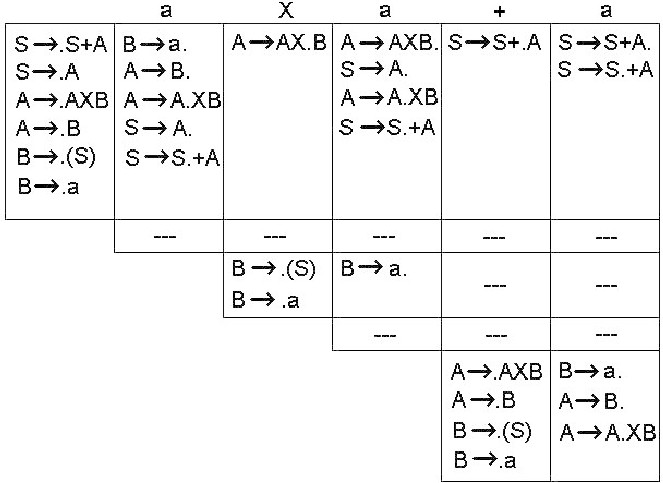 a X a + a
S→.S+A B→a. A→AX.B A→AXB. S→S+.A S→S+A.
S→.A A→B. S→A. S→S.+A
A→.AXB A→A.XB A→A.XB
A→.B S→A. S→S.+A
B→.(S) S→S.+A
B→.a
--- --- --- --- ---
B→.(S) B→a. --- ---
B→.a
--- --- ---
A→.AXB B→a.
A→.B A→B.
B→.(S) A→A.XB
B→.a